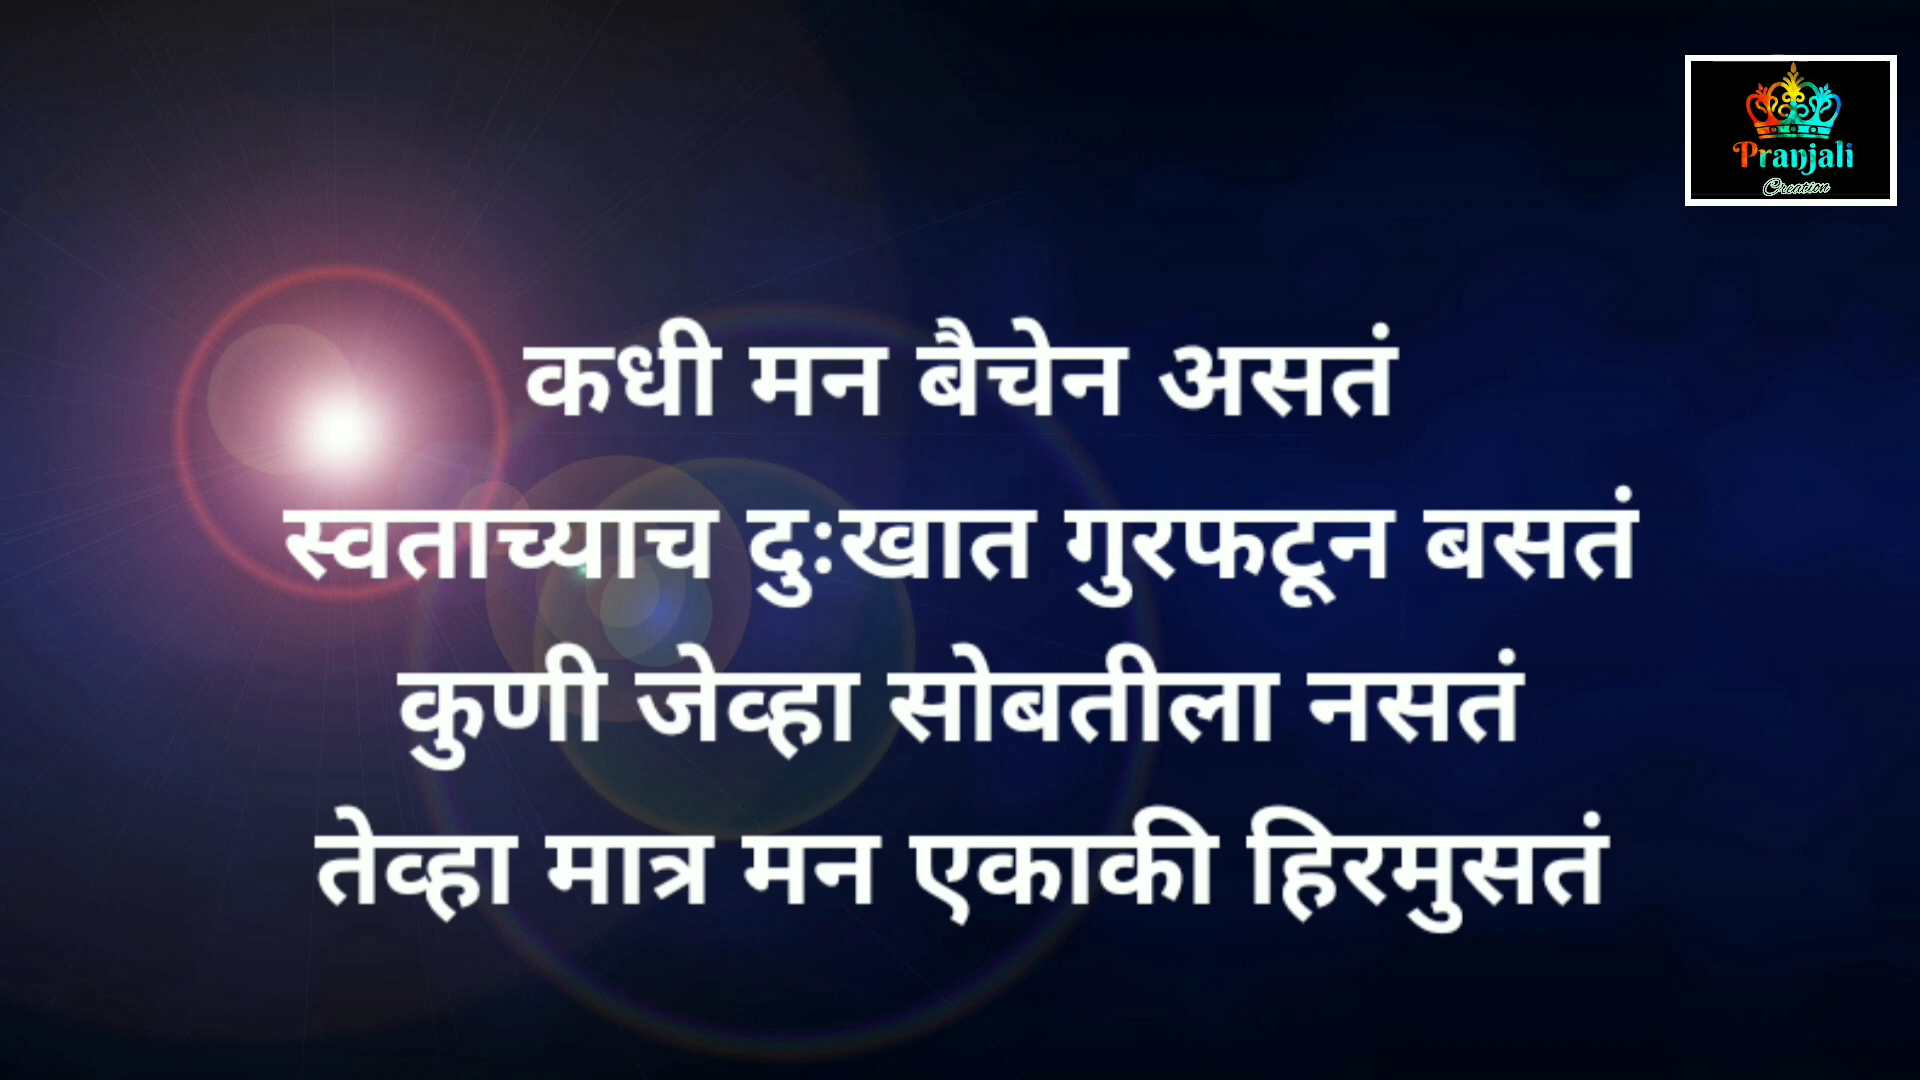 Pranjali
Creation
कधी मन बैचेन असतं
स्वताच्याच दुःखात गुरफटून बसतं
कुणी जेव्हा सोबतीला नसतं
तेव्हा मात्र मन एकाकी हिरमुसतं